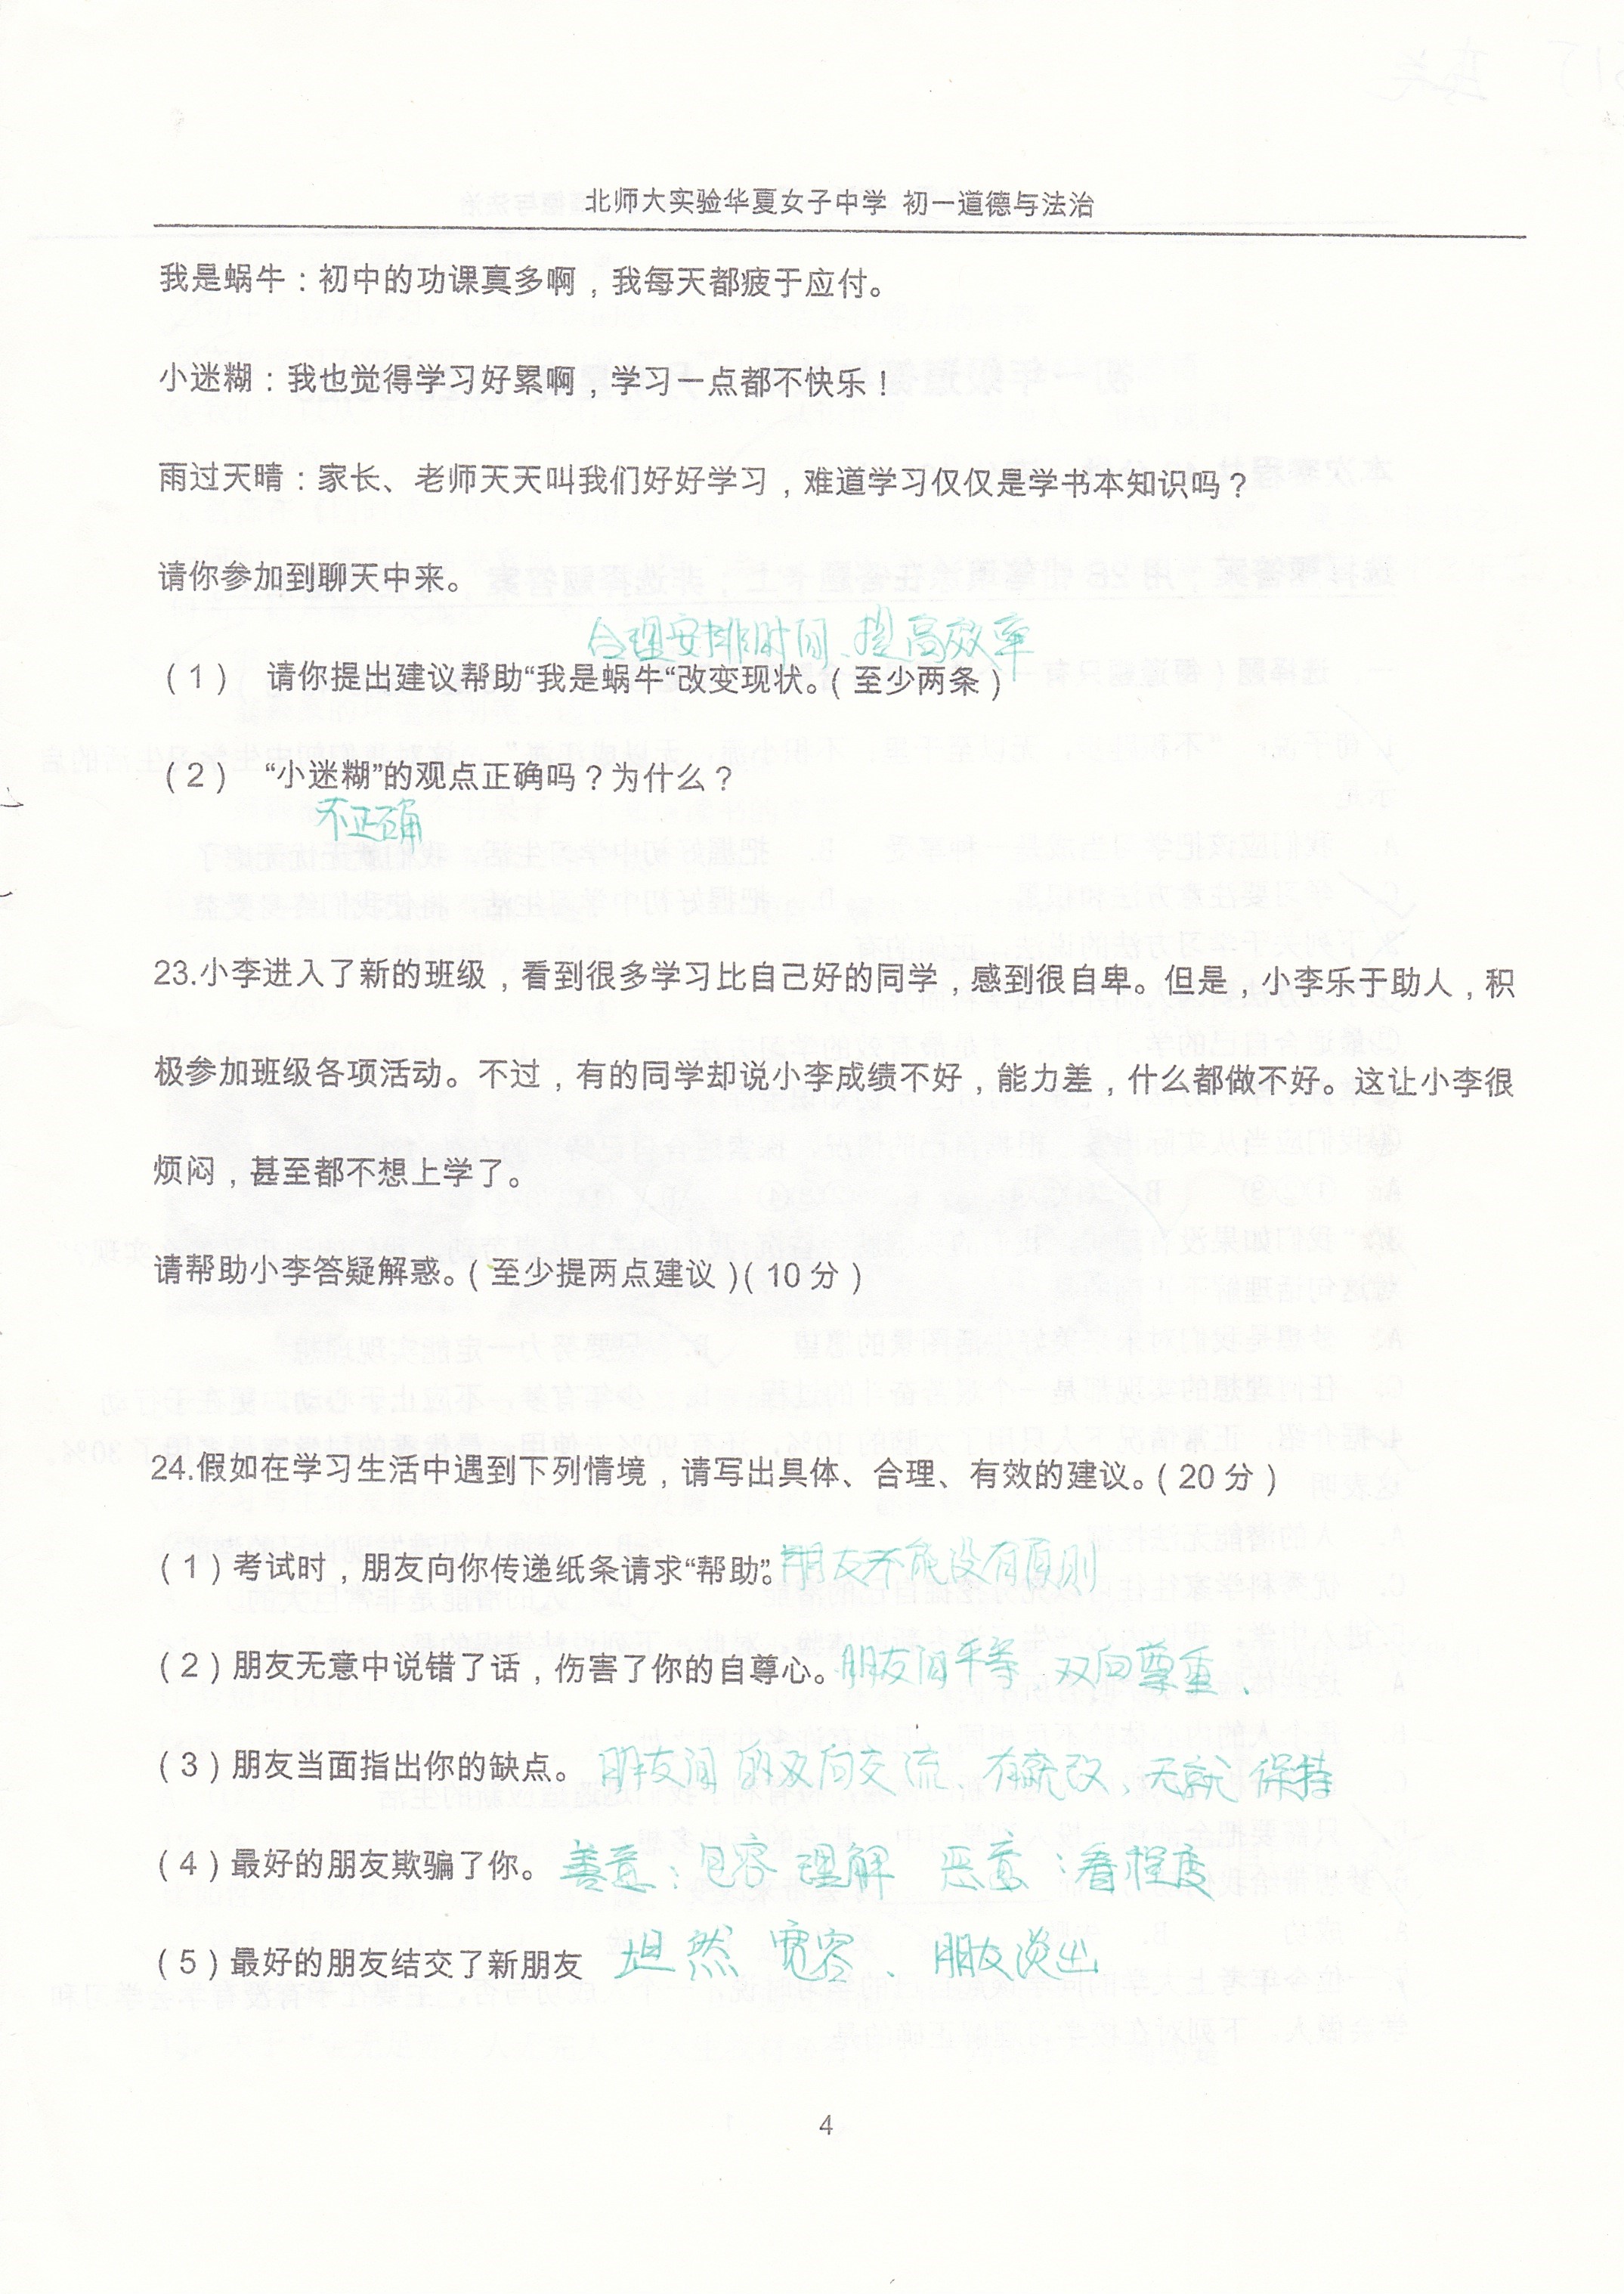 北师大实验华夏女子中学 初一道德与法治
我是蜗牛：初中的功课真多啊，我每天都疲于应付。
小迷糊：我也觉得学习好累啊，学习一点都不快乐！
雨过天晴：家长、老师天天叫我们好好学习，难道学习仅仅是学书本知识吗？
请你参加到聊天中来。
合理安排时间、提高效率
（1） 请你提出建议帮助“我是蜗牛“改变现状。（至少两条）
（2） “小迷糊”的观点正确吗？为什么？
不正确
23.小李进入了新的班级，看到很多学习比自己好的同学，感到很自卑。但是，小李乐于助人，积
极参加班级各项活动。不过，有的同学却说小李成绩不好，能力差，什么都做不好。这让小李很
烦闷，甚至都不想上学了。
请帮助小李答疑解惑。（至少提两点建议）（10 分）
24.假如在学习生活中遇到下列情境，请写出具体、合理、有效的建议。（20 分）
（1）考试时，朋友向你传递纸条请求“帮助”。朋友不能没有原则
（2）朋友无意中说错了话，伤害了你的自尊心。朋友间平等 双向尊重、
（3）朋友当面指出你的缺点。 朋友间的双向交流、有就改、无就保持
（4）最好的朋友欺骗了你。 善意：包容 理解 恶意：看程度
（5）最好的朋友结交了新朋友 坦然 宽容、朋友淡出
4